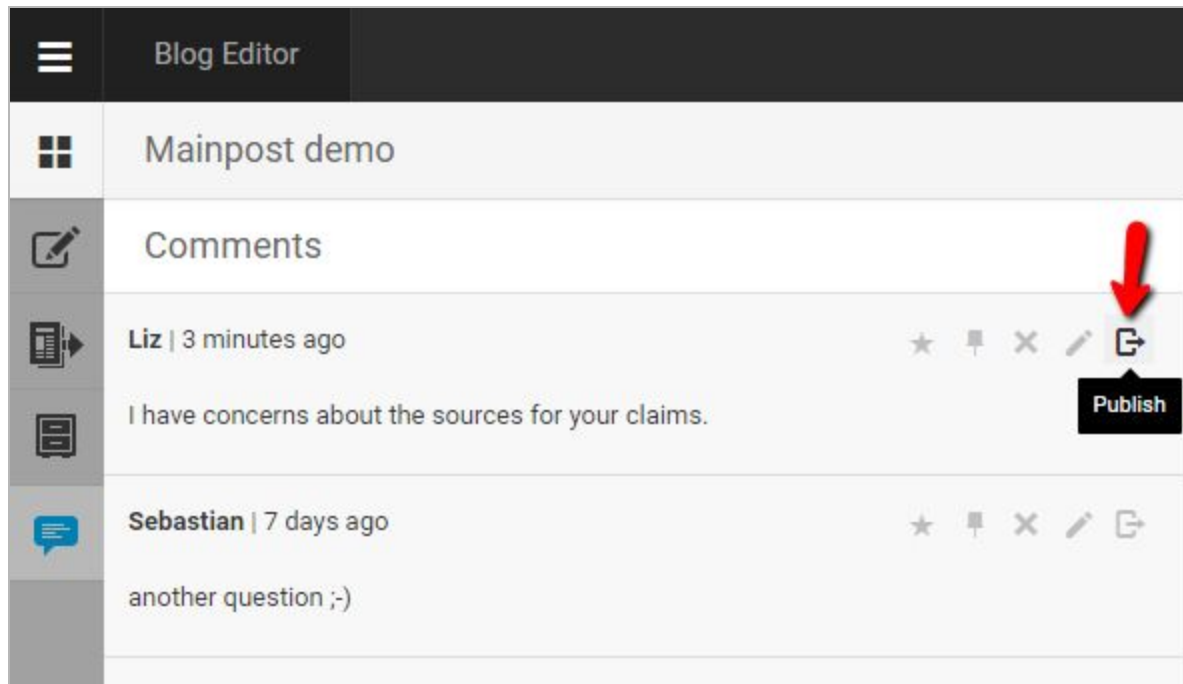 Blog Editor
Mainpost demo
Comments
Liz | 3 minutes ago
Publish
I have concerns about the sources for your claims.
Sebastian | 7 days ago
another question ;-)